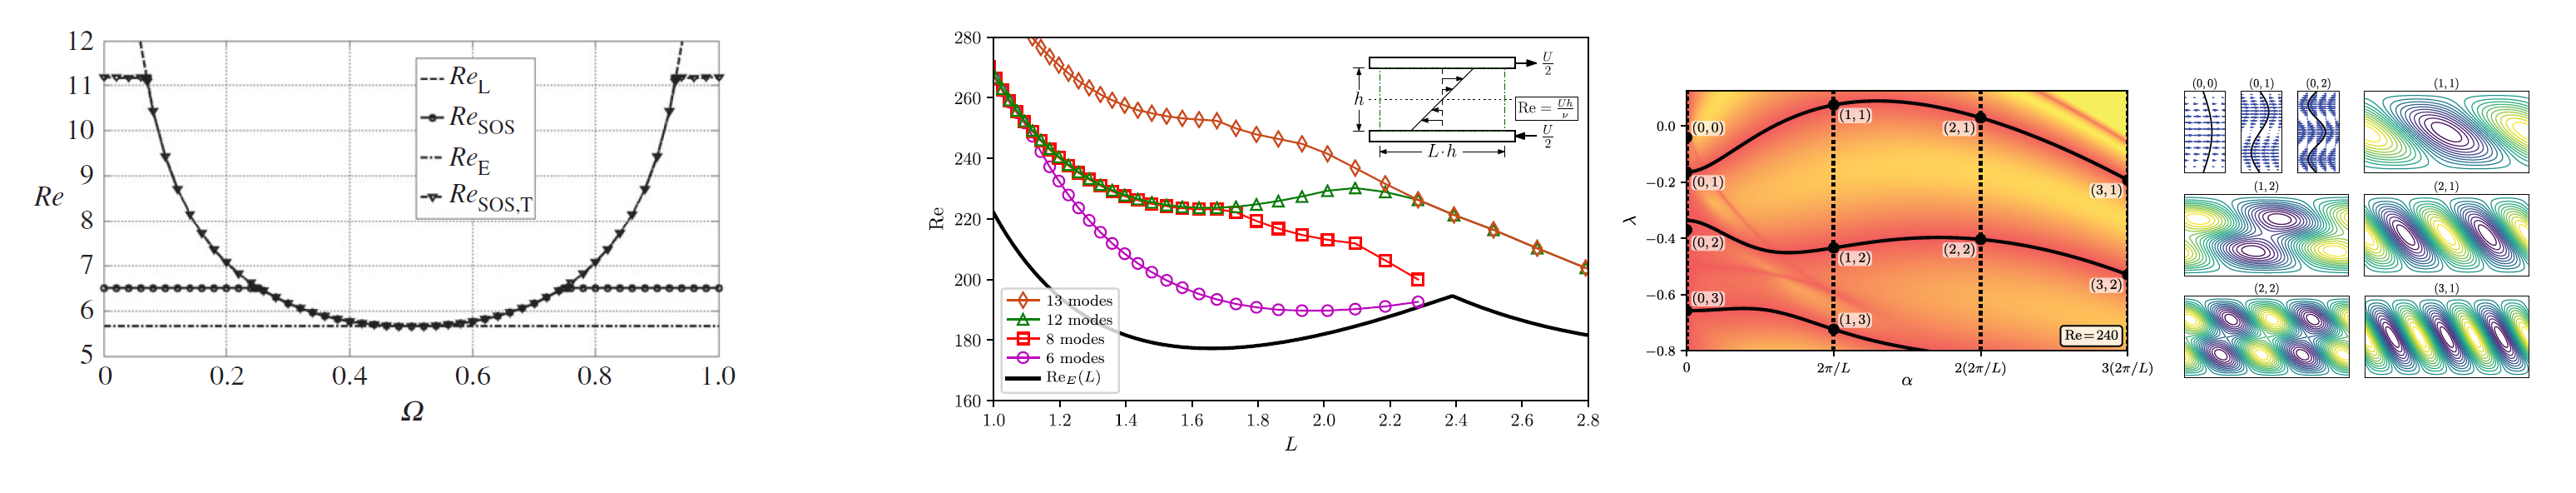 12
11
10
9
8
7
6
5
Re
0
0.2
0.4
0.6
0.8
1.0
Ω
Re_L
Re_SOS
Re_E
Re_SOS,T
280
260
240
220
200
180
160
Re
1.0
1.2
1.4
1.6
1.8
2.0
2.2
2.4
2.6
2.8
L
13 modes
12 modes
8 modes
6 modes
Re_E(L)
U/2
h
Re = Uh/ν
U/2
L·h
0.0
−0.2
−0.4
−0.6
−0.8
λ
0
2π/L
2(2π/L)
3(2π/L)
α
(0, 0)
(0, 1)
(0, 2)
(0, 3)
(1, 1)
(1, 2)
(1, 3)
(2, 1)
(2, 2)
(3, 1)
(3, 2)
Re=240
(0, 0)
(0, 1)
(0, 2)
(1, 1)
(1, 2)
(2, 1)
(2, 2)
(3, 1)